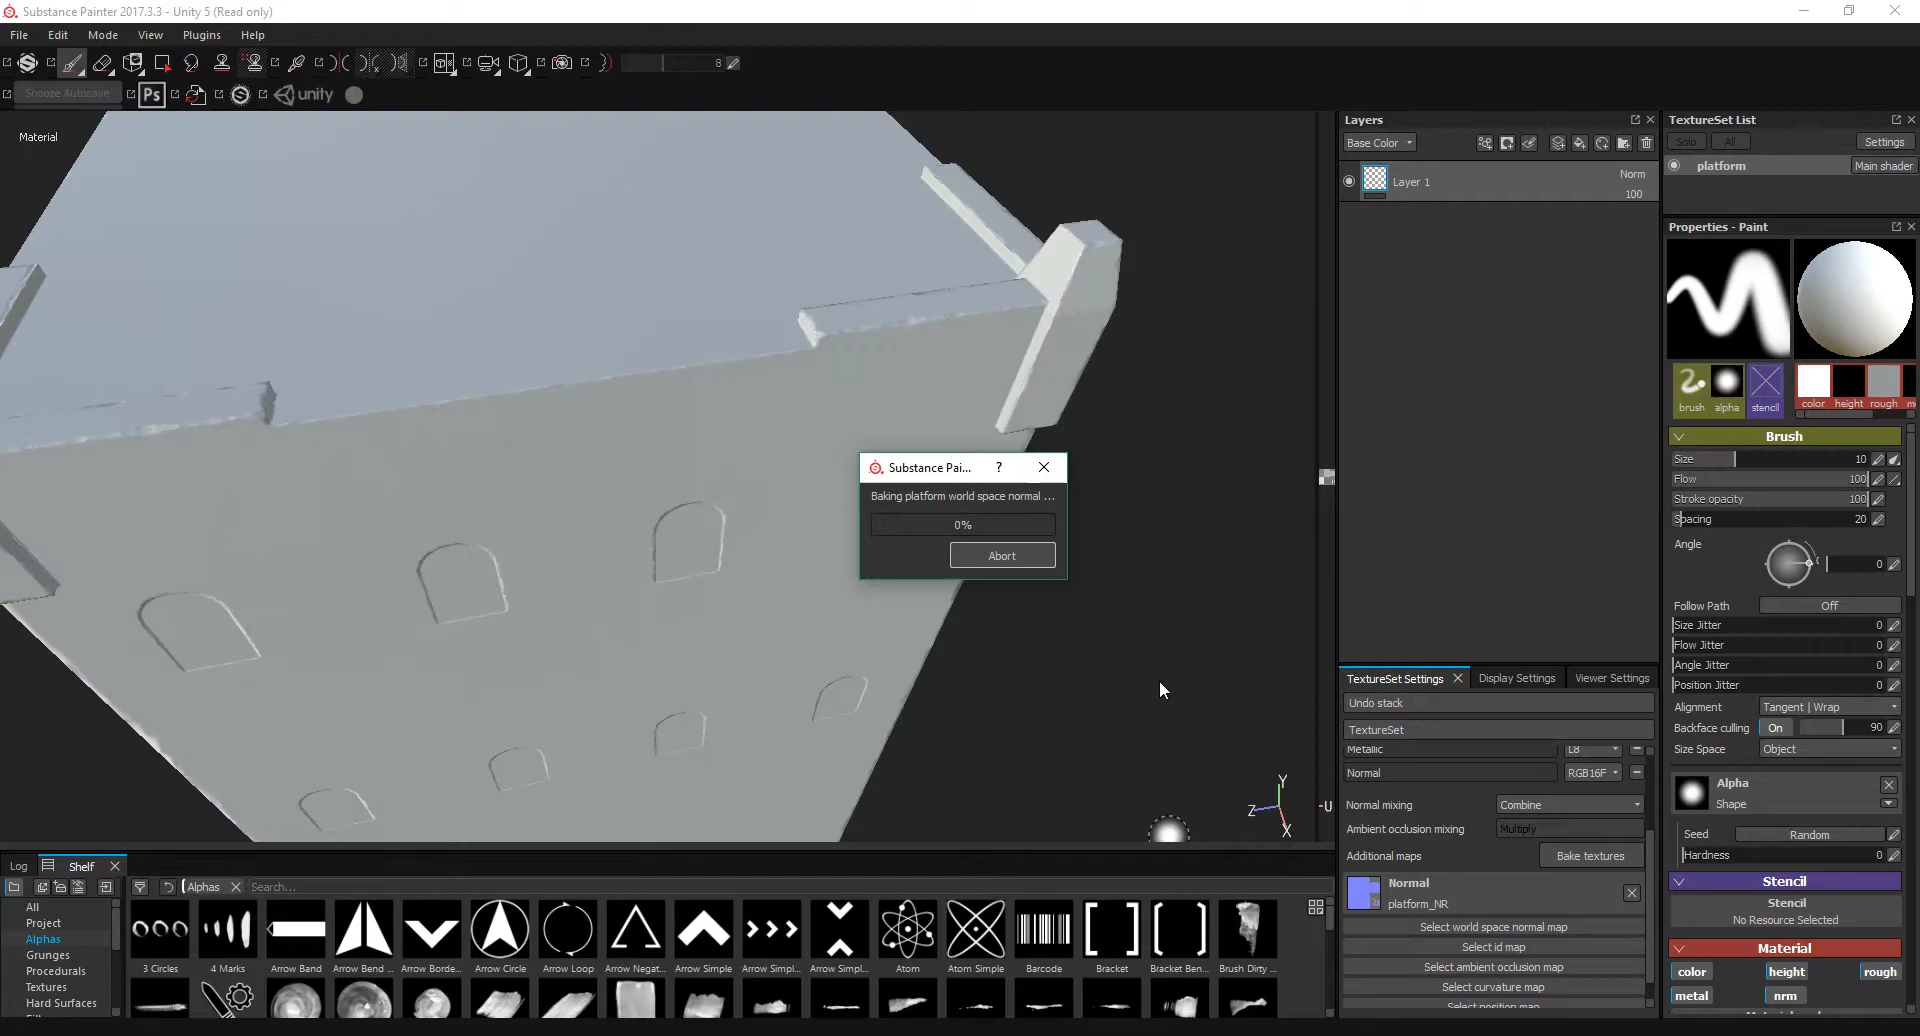 Substance Painter 2017.3.3 - Unity 5 (Read only)
File Edit Mode View Plugins Help
8
Snooze Autosave Ps unity
Material
Layers
Base Color
Layer 1
Norm
100
TextureSet List
Solo All Settings
platform Main shader
Properties - Paint
brush alpha stencil color height rough
Brush
Size 10
Flow 100
Stroke opacity 100
Spacing 20
Angle 0
Follow Path Off
Size Jitter 0
Flow Jitter 0
Angle Jitter 0
Position Jitter 0
Alignment Tangent | Wrap
Backface culling On 90
Size Space Object
Alpha
Shape
Seed Random
Hardness 0
Stencil
Stencil
No Resource Selected
Material
color height rough
metal nrm
Substance Pai... ?
Baking platform world space normal ...
0%
Abort
Y
Z
X
-U
TextureSet Settings Display Settings Viewer Settings
Undo stack
TextureSet
Metallic L8
Normal RGB16F
Normal mixing Combine
Ambient occlusion mixing Multiply
Additional maps Bake textures
Normal
platform_NR
Select world space normal map
Select id map
Select ambient occlusion map
Select curvature map
Select position map
Log Shelf
Alphas Search...
All
Project
Alphas
Grunges
Procedurals
Textures
Hard Surfaces
3 Circles 4 Marks Arrow Band Arrow Bend ... Arrow Borde... Arrow Circle Arrow Loop Arrow Negat... Arrow Simple Arrow Simpl... Arrow Simpl... Atom Atom Simple Barcode Bracket Bracket Ben... Brush Dirty ...